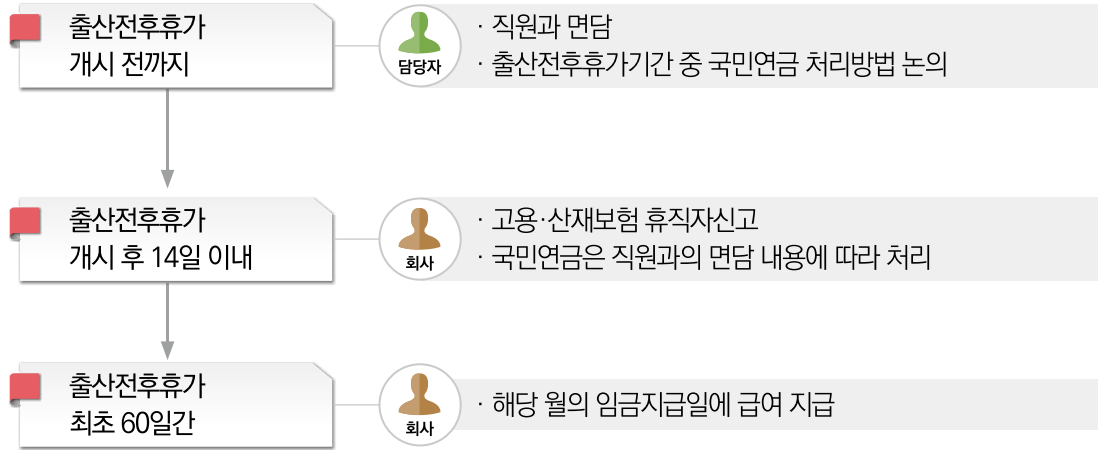 출산전후휴가
개시 전까지
담당자
· 직원과 면담
· 출산전후휴가기간 중 국민연금 처리방법 논의
출산전후휴가
개시 후 14일 이내
회사
· 고용·산재보험 휴직자신고
· 국민연금은 직원과의 면담 내용에 따라 처리
출산전후휴가
최초 60일간
회사
· 해당 월의 임금지급일에 급여 지급